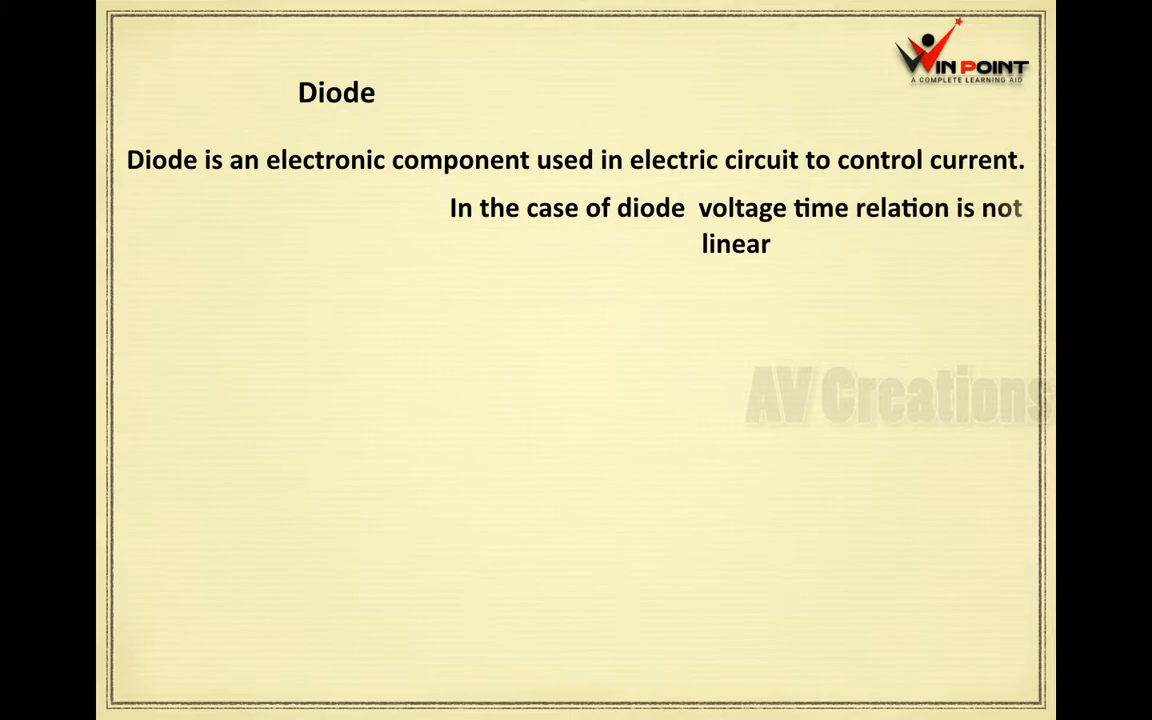 WIN POINT
A COMPLETE LEARNING AID
Diode
Diode is an electronic component used in electric circuit to control current.
In the case of diode  voltage time relation is not
linear
AV Creations